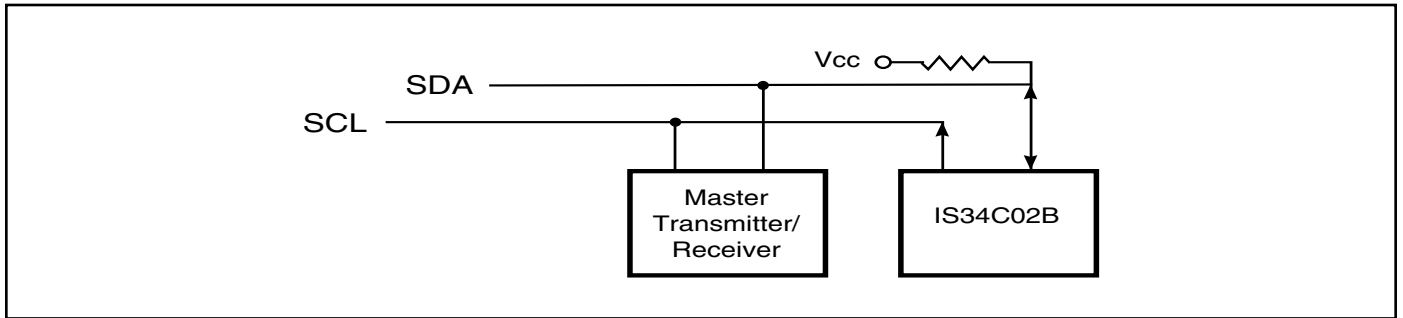 Vcc
SDA
SCL
Master
Transmitter/
Receiver
IS34C02B